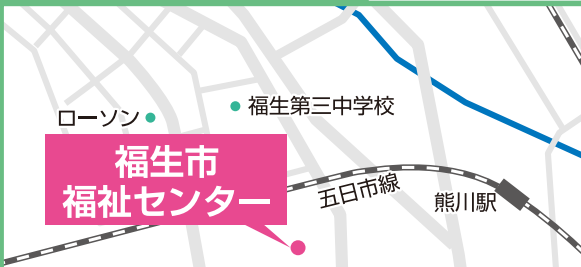 福生第三中学校
ローソン
福生市
福祉センター
五日市線
熊川駅